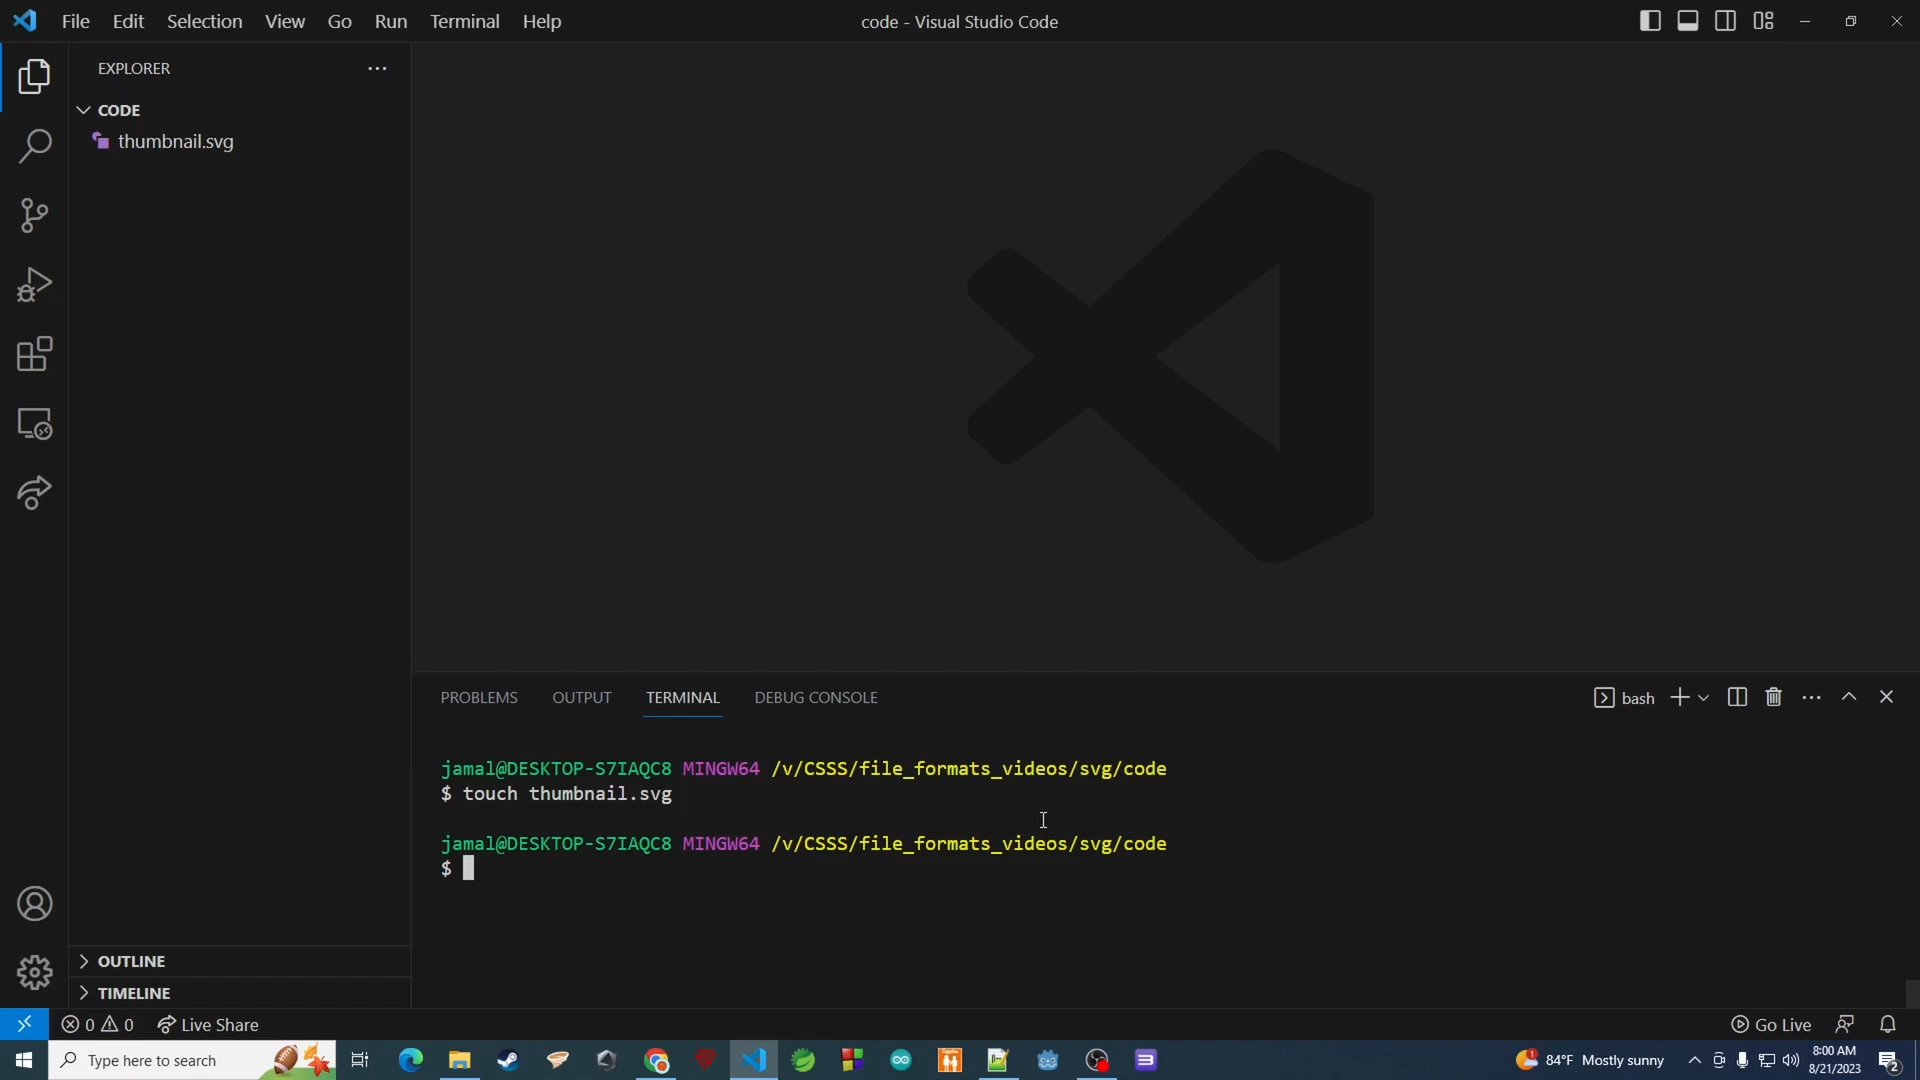 File Edit Selection View Go Run Terminal Help
code - Visual Studio Code
EXPLORER
CODE
thumbnail.svg
OUTLINE
TIMELINE
PROBLEMS OUTPUT TERMINAL DEBUG CONSOLE
bash
jamal@DESKTOP-S7IAQC8 MINGW64 /v/CSSS/file_formats_videos/svg/code
$ touch thumbnail.svg
jamal@DESKTOP-S7IAQC8 MINGW64 /v/CSSS/file_formats_videos/svg/code
$
0 0 Live Share
Go Live
Type here to search
84°F Mostly sunny
8:00 AM
8/21/2023
2